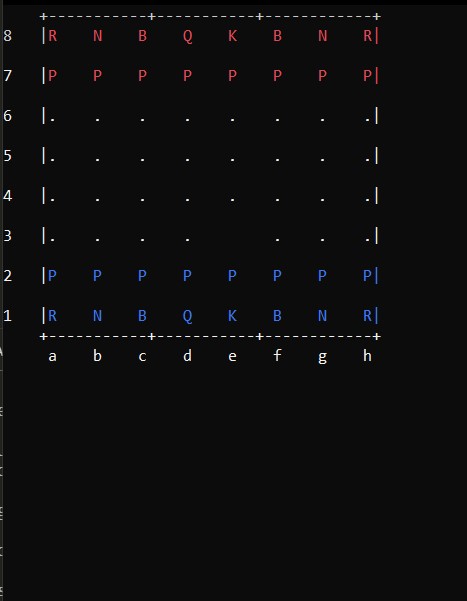 +-----------+-----------+-----------+
8 |R N B Q K B N R|
7 |P P P P P P P P|
6 |. . . . . . . .|
5 |. . . . . . . .|
4 |. . . . . . . .|
3 |. . . . . . .|
2 |P P P P P P P P|
1 |R N B Q K B N R|
+-----------+-----------+-----------+
a b c d e f g h